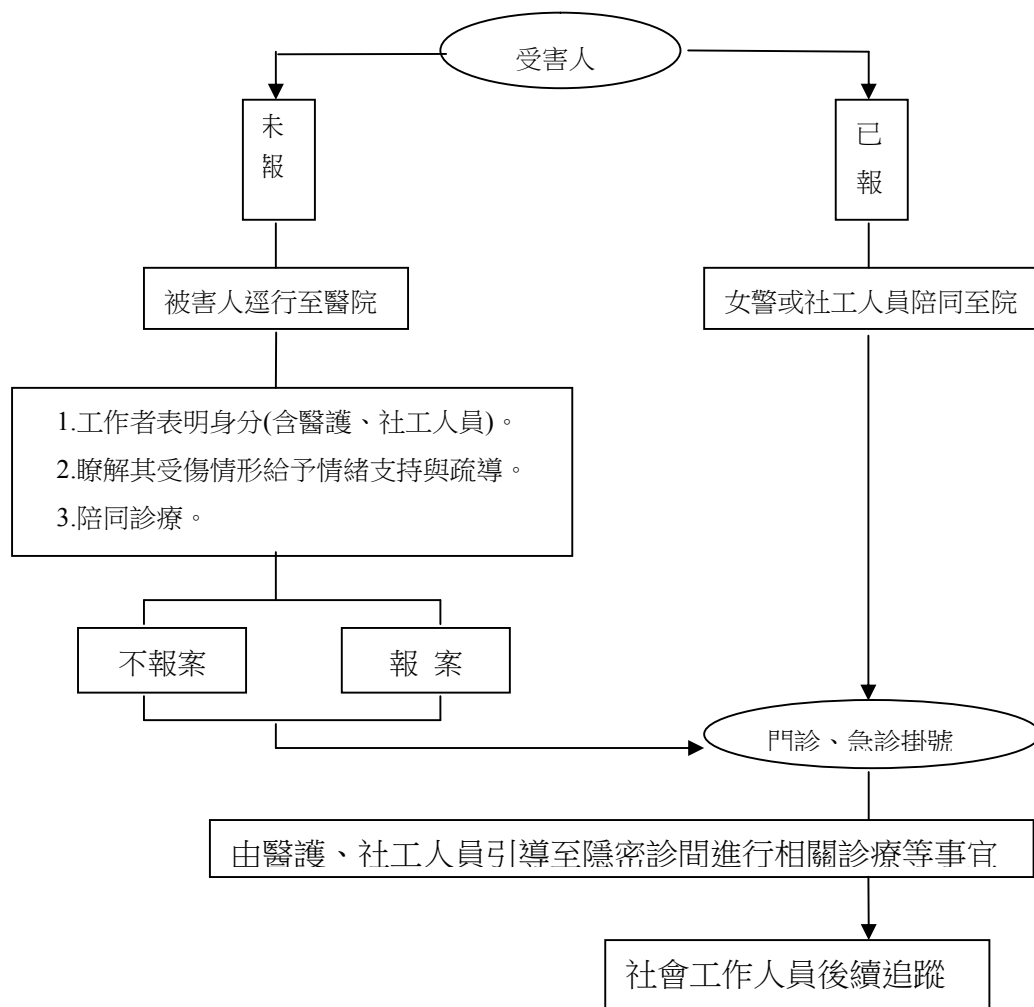 受害人
未
報
已
報
被害人逕行至醫院
女警或社工人員陪同至院
1.工作者表明身分(含醫護、社工人員)。
2.瞭解其受傷情形給予情緒支持與疏導。
3.陪同診療。
不報案
報 案
門診、急診掛號
由醫護、社工人員引導至隱密診間進行相關診療等事宜
社會工作人員後續追蹤